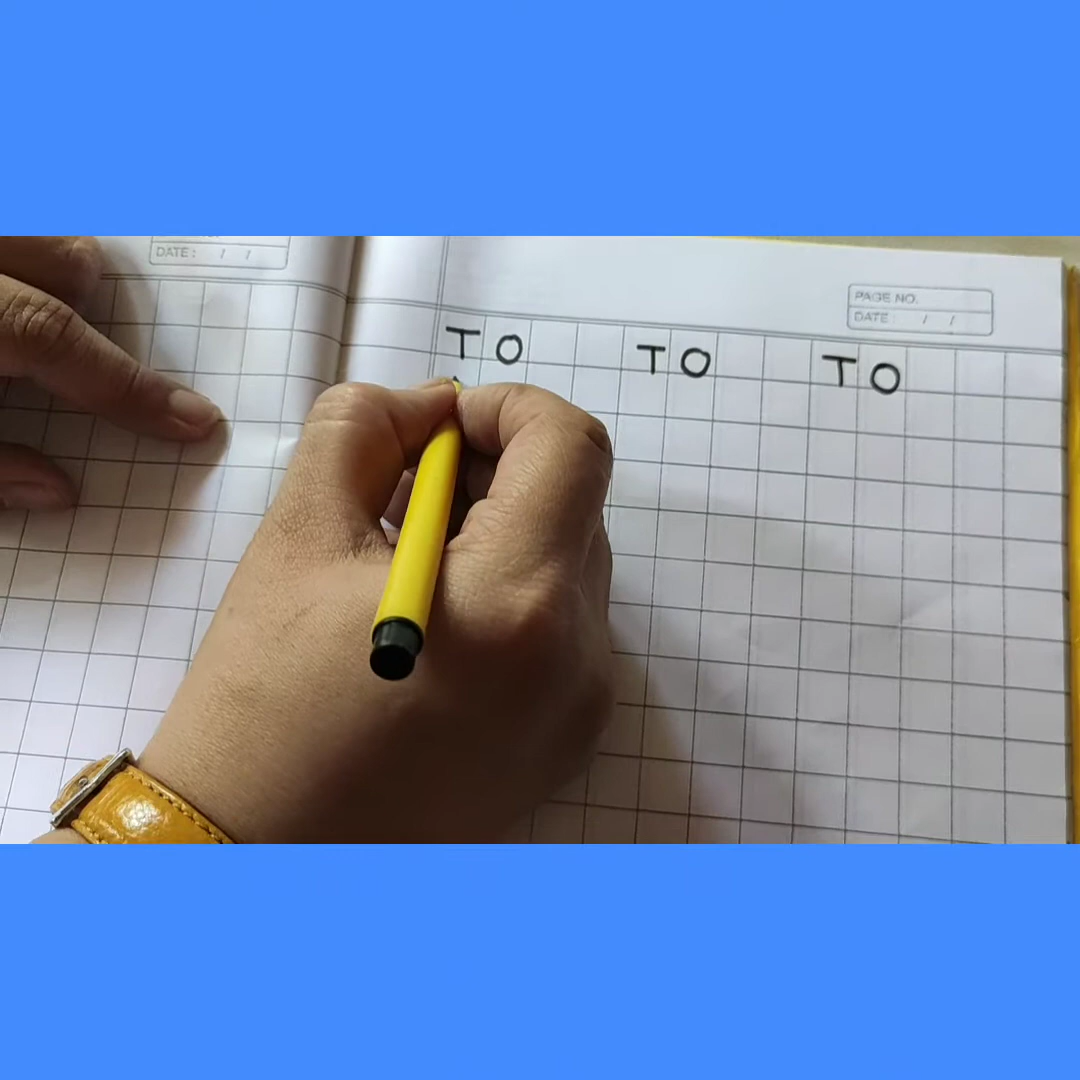 DATE : / /
PAGE NO.
DATE : / /
TO TO TO